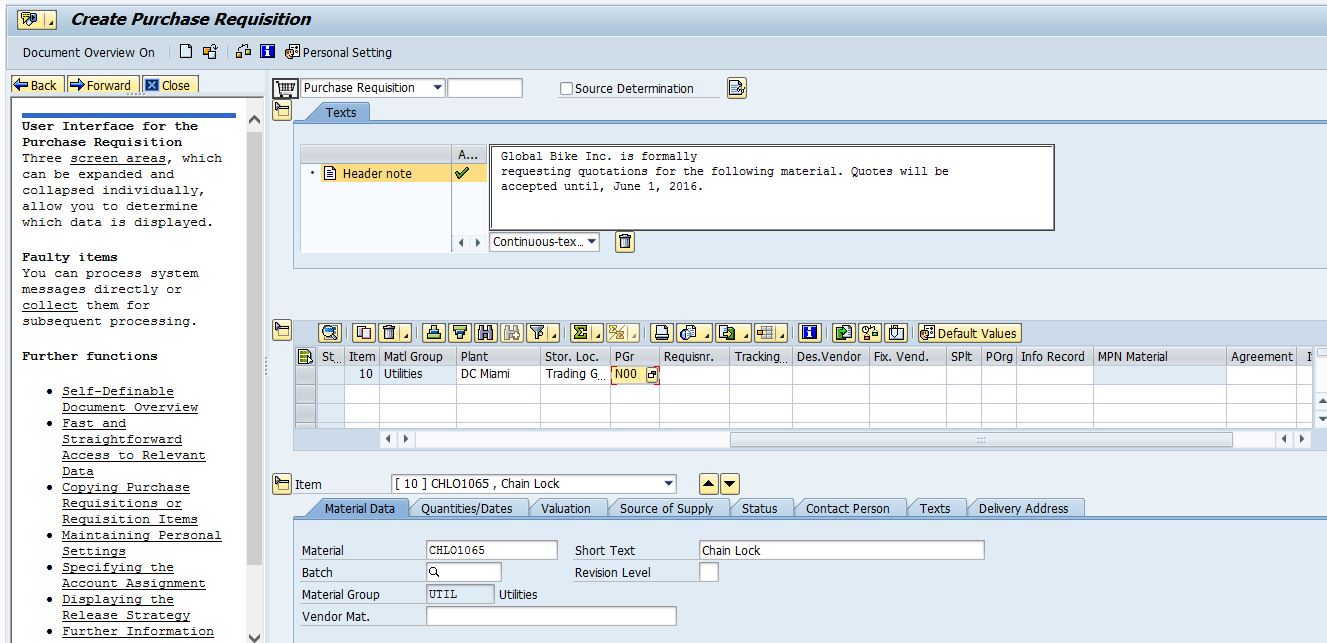 Create Purchase Requisition
Document Overview On
Personal Setting
Back Forward Close
User Interface for the
Purchase Requisition
Three screen areas, which
can be expanded and
collapsed individually,
allow you to determine
which data is displayed.
Faulty items
You can process system
messages directly or
collect them for
subsequent processing.
Further functions
• Self-Definable
Document Overview
• Fast and
Straightforward
Access to Relevant
Data
• Copying Purchase
Requisitions or
Requisition Items
• Maintaining Personal
Settings
• Specifying the
Account Assignment
• Displaying the
Release Strategy
• Further Information
Purchase Requisition Source Determination
Texts
A...
Header note
Global Bike Inc. is formally
requesting quotations for the following material. Quotes will be
accepted until, June 1, 2016.
Continuous-tex...
Default Values
St... Item Matl Group Plant Stor. Loc. PGr Requisnr. Tracking... Des.Vendor Fix. Vend. SPlt POrg Info Record MPN Material Agreement
10 Utilities DC Miami Trading G... N00
Item [ 10 ] CHLO1065 , Chain Lock
Material Data Quantities/Dates Valuation Source of Supply Status Contact Person Texts Delivery Address
Material CHLO1065 Short Text Chain Lock
Batch Revision Level
Material Group UTIL Utilities
Vendor Mat.